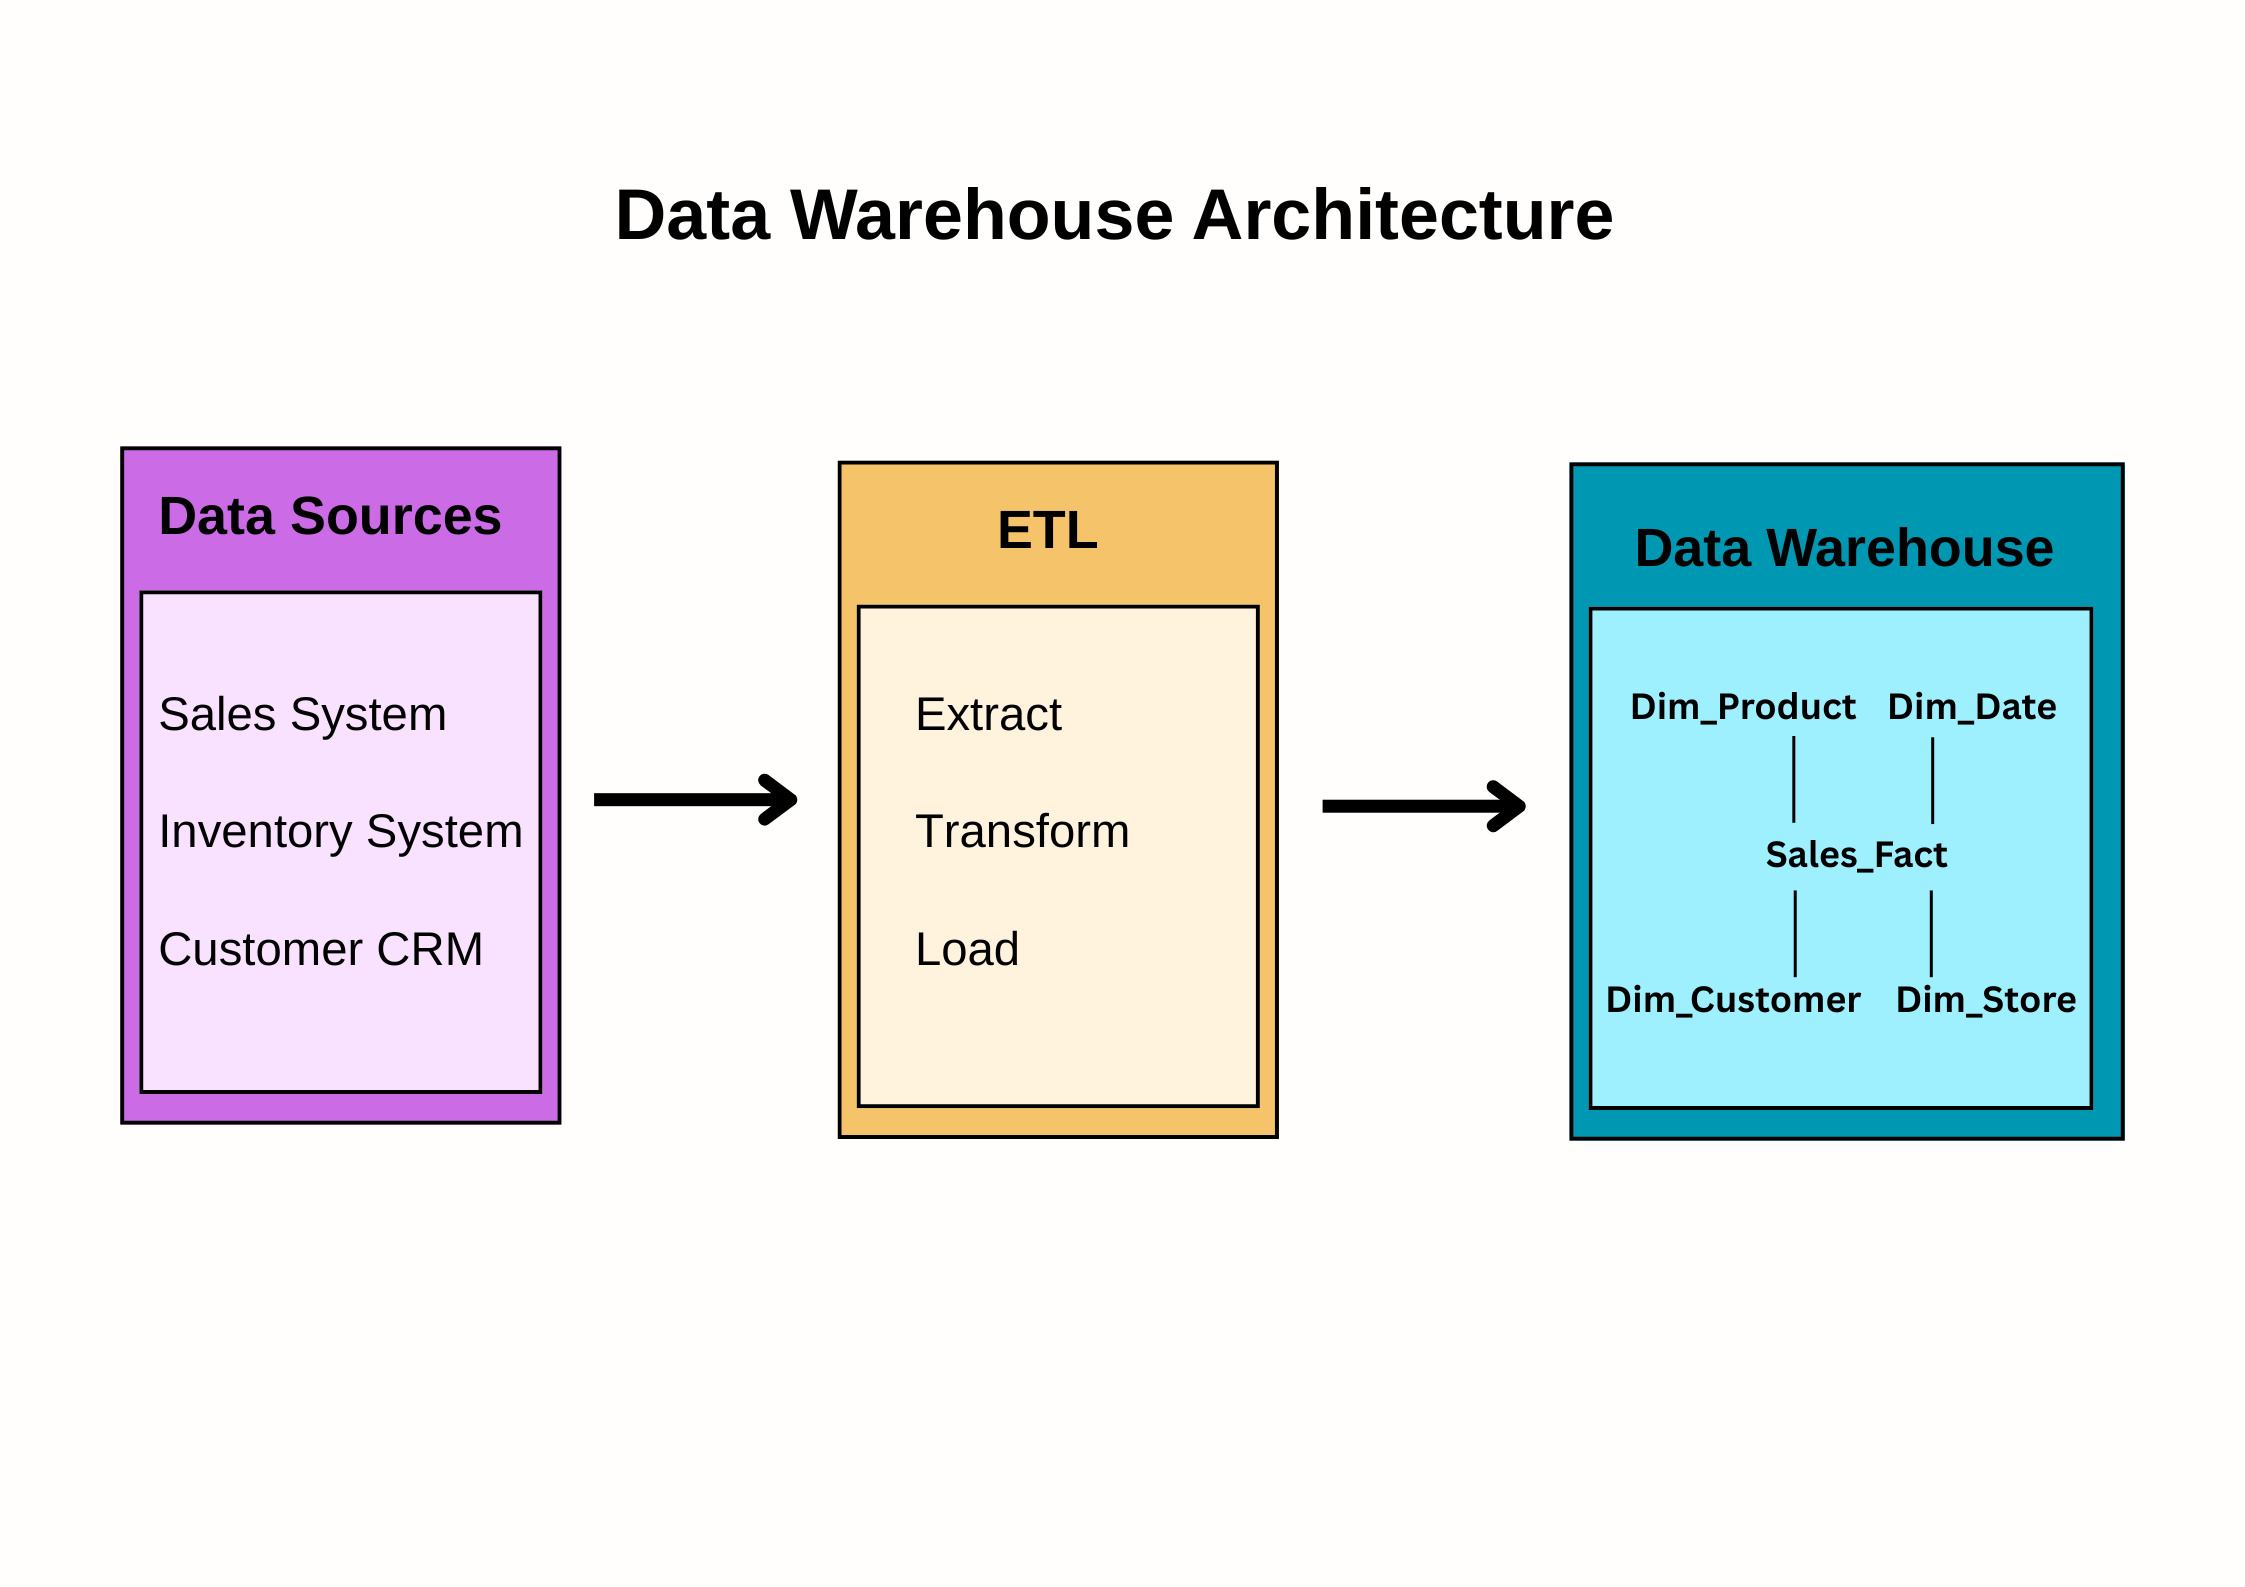 Data Warehouse Architecture
Data Sources
Sales System
Inventory System
Customer CRM
ETL
Extract
Transform
Load
Data Warehouse
Dim_Product Dim_Date
Sales_Fact
Dim_Customer Dim_Store